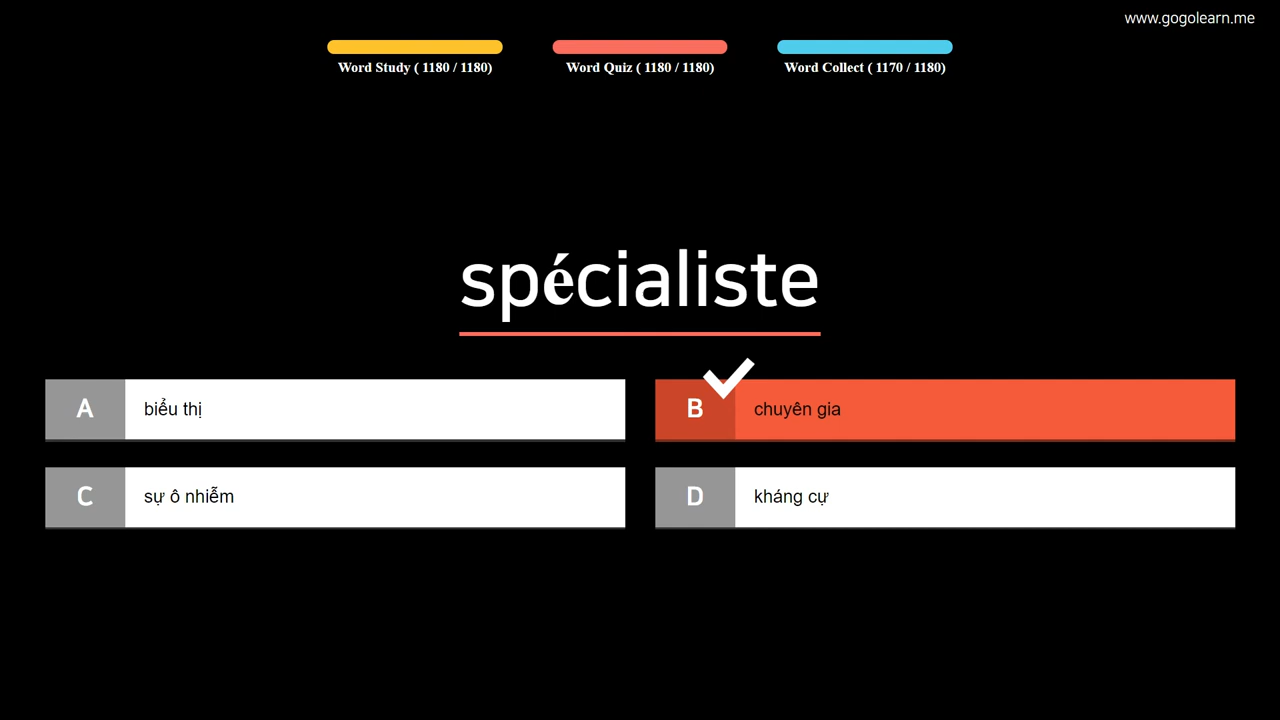 www.gogolearn.me
Word Study ( 1180 / 1180)
Word Quiz ( 1180 / 1180)
Word Collect ( 1170 / 1180)
spécialiste
A biểu thị
B chuyên gia
C sự ô nhiễm
D kháng cự